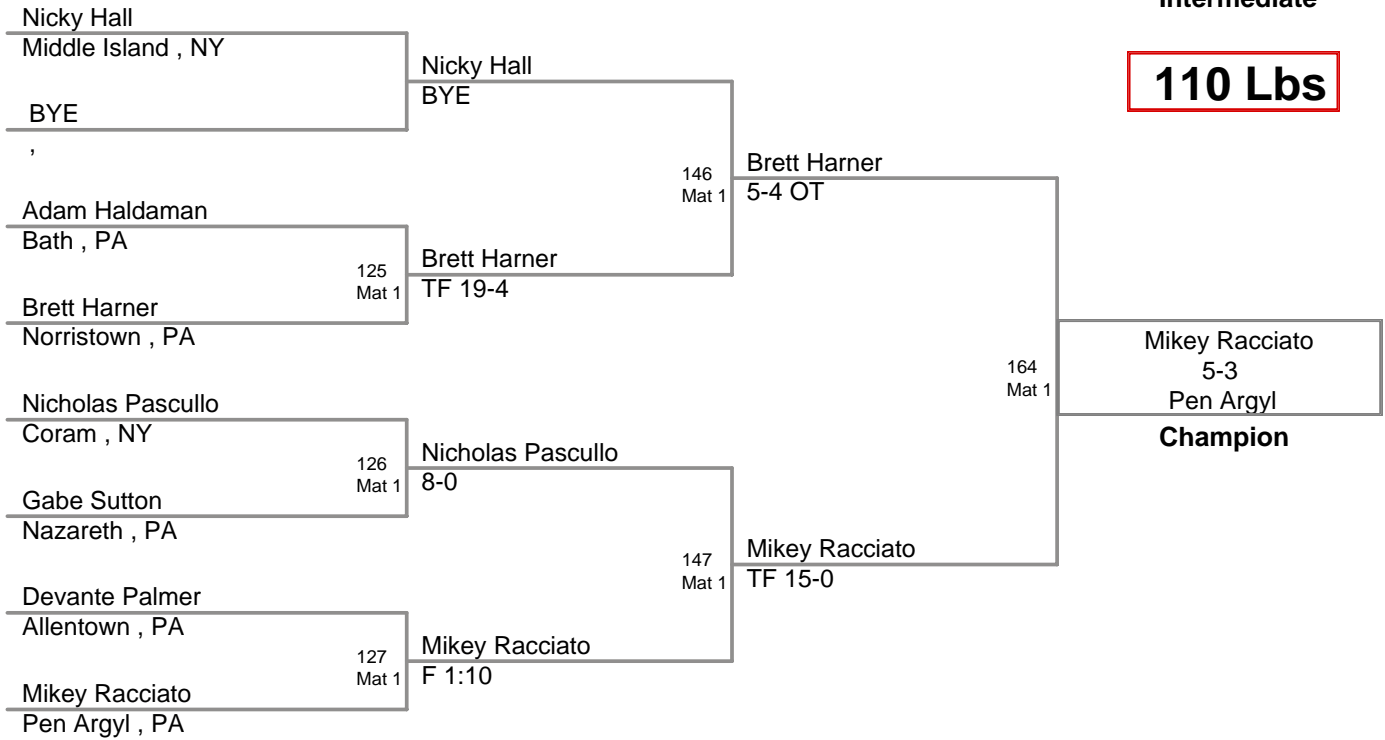 Intermediate
110 Lbs
Nicky Hall
Middle Island , NY
BYE
,
Adam Haldaman
Bath , PA
Brett Harner
Norristown , PA
Nicholas Pascullo
Coram , NY
Gabe Sutton
Nazareth , PA
Devante Palmer
Allentown , PA
Mikey Racciato
Pen Argyl , PA
Nicky Hall
BYE
125
Mat 1
Brett Harner
TF 19-4
126
Mat 1
Nicholas Pascullo
8-0
127
Mat 1
Mikey Racciato
F 1:10
146
Mat 1
Brett Harner
5-4 OT
147
Mat 1
Mikey Racciato
TF 15-0
164
Mat 1
Mikey Racciato
5-3
Pen Argyl
Champion